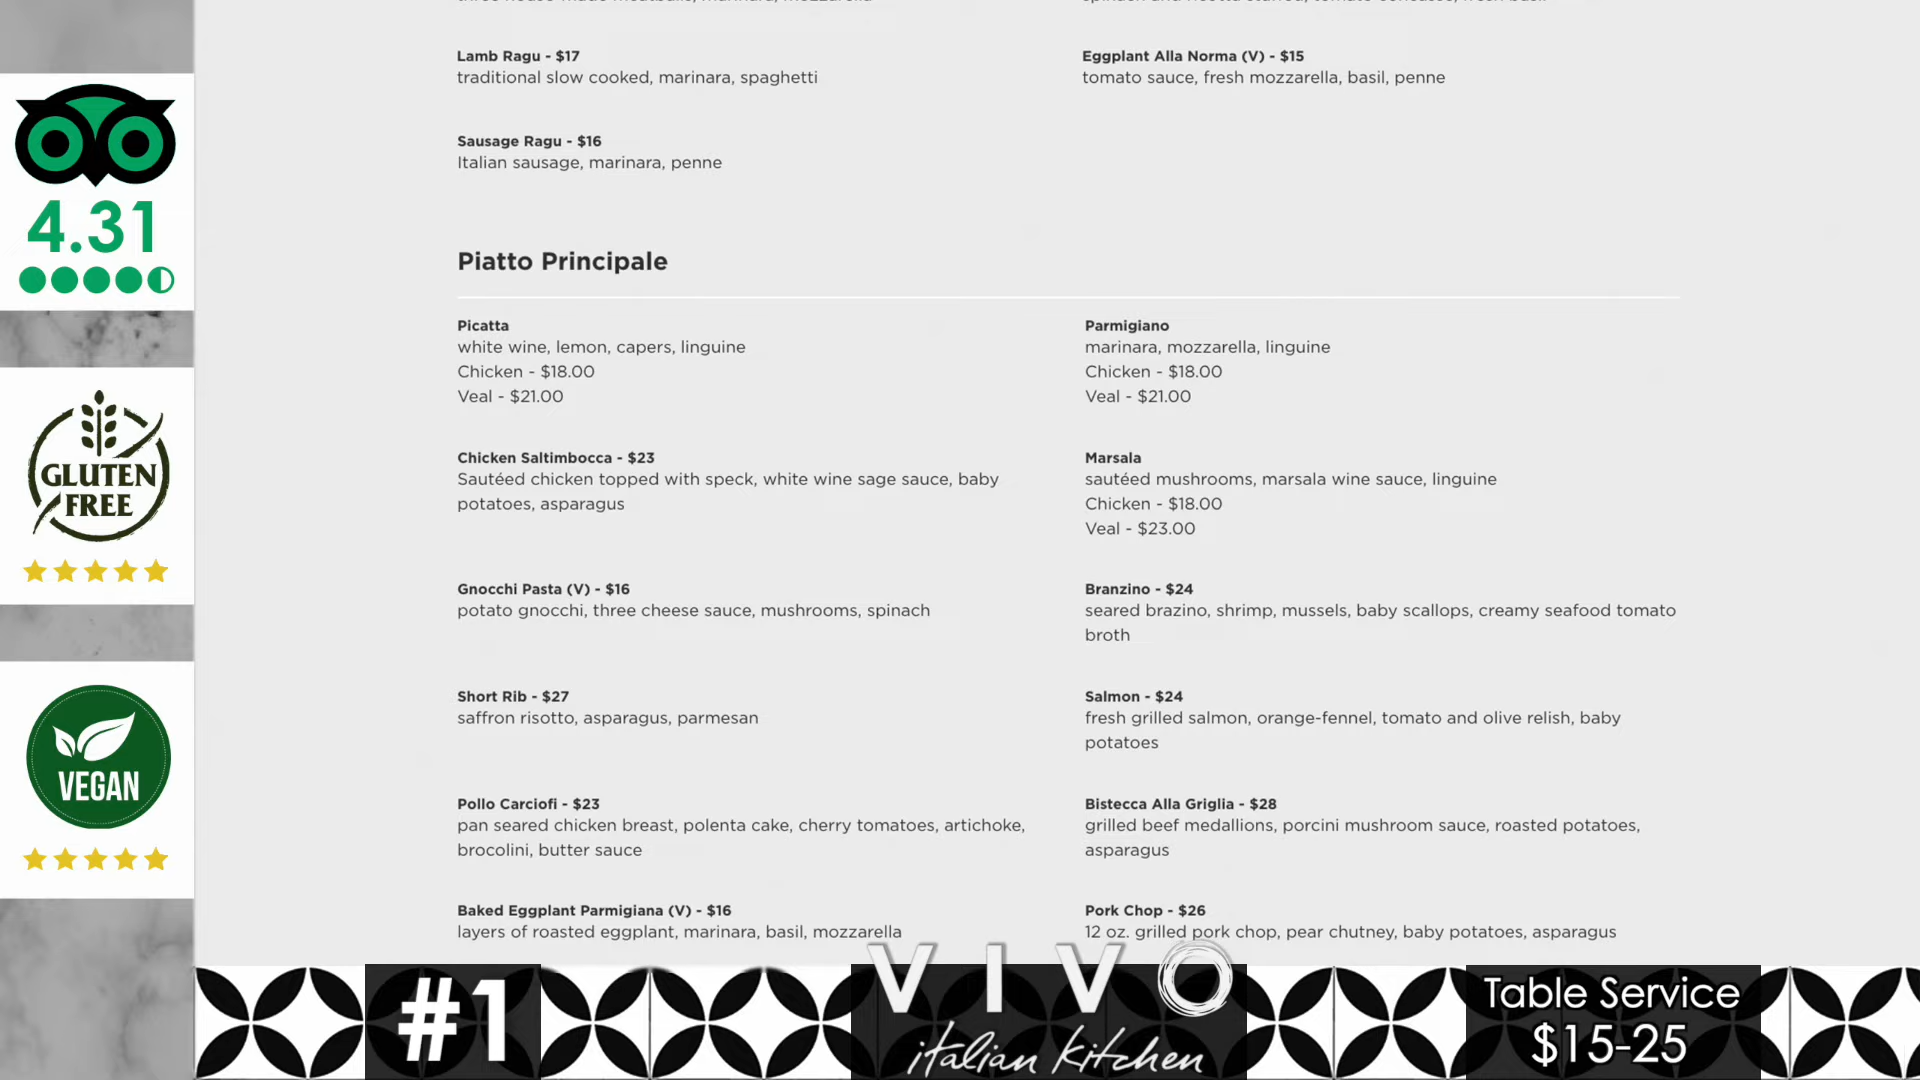 Lamb Ragu - $17
traditional slow cooked, marinara, spaghetti
Eggplant Alla Norma (V) - $15
tomato sauce, fresh mozzarella, basil, penne
Sausage Ragu - $16
Italian sausage, marinara, penne
4.31
Piatto Principale
Picatta
white wine, lemon, capers, linguine
Chicken - $18.00
Veal - $21.00
Parmigiano
marinara, mozzarella, linguine
Chicken - $18.00
Veal - $21.00
GLUTEN
FREE
Chicken Saltimbocca - $23
Sautéed chicken topped with speck, white wine sage sauce, baby
potatoes, asparagus
Marsala
sautéed mushrooms, marsala wine sauce, linguine
Chicken - $18.00
Veal - $23.00
Gnocchi Pasta (V) - $16
potato gnocchi, three cheese sauce, mushrooms, spinach
Branzino - $24
seared brazino, shrimp, mussels, baby scallops, creamy seafood tomato
broth
Short Rib - $27
saffron risotto, asparagus, parmesan
Salmon - $24
fresh grilled salmon, orange-fennel, tomato and olive relish, baby
potatoes
VEGAN
Pollo Carciofi - $23
pan seared chicken breast, polenta cake, cherry tomatoes, artichoke,
brocolini, butter sauce
Bistecca Alla Griglia - $28
grilled beef medallions, porcini mushroom sauce, roasted potatoes,
asparagus
Baked Eggplant Parmigiana (V) - $16
layers of roasted eggplant, marinara, basil, mozzarella
Pork Chop - $26
12 oz. grilled pork chop, pear chutney, baby potatoes, asparagus
#1
VIVO
italian kitchen
Table Service
$15-25